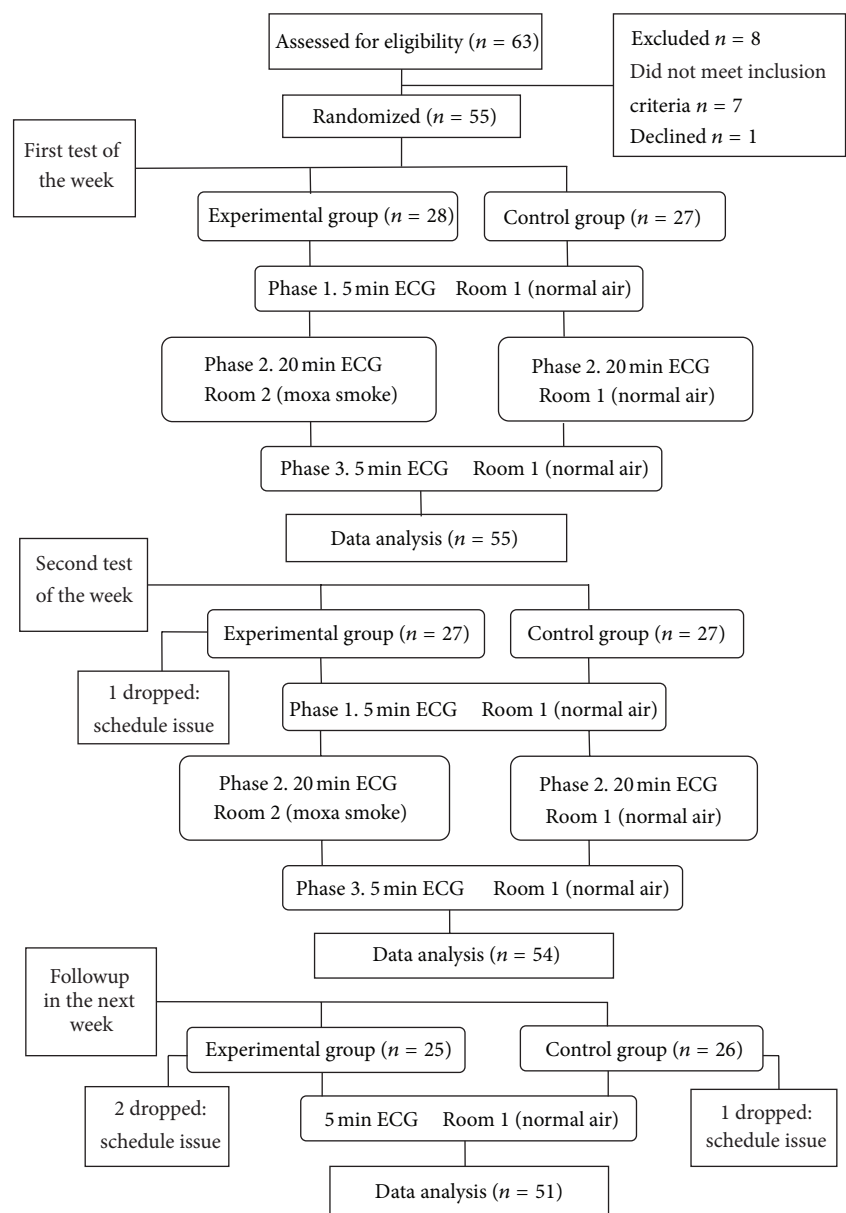 Assessed for eligibility (n = 63)
Excluded n = 8
Did not meet inclusion
criteria n = 7
Declined n = 1
Randomized (n = 55)
First test of
the week
Experimental group (n = 28)
Control group (n = 27)
Phase 1. 5 min ECG Room 1 (normal air)
Phase 2. 20 min ECG
Room 2 (moxa smoke)
Phase 2. 20 min ECG
Room 1 (normal air)
Phase 3. 5 min ECG Room 1 (normal air)
Data analysis (n = 55)
Second test
of the week
Experimental group (n = 27)
Control group (n = 27)
1 dropped:
schedule issue
Phase 1. 5 min ECG Room 1 (normal air)
Phase 2. 20 min ECG
Room 2 (moxa smoke)
Phase 2. 20 min ECG
Room 1 (normal air)
Phase 3. 5 min ECG Room 1 (normal air)
Data analysis (n = 54)
Followup
in the next
week
Experimental group (n = 25)
Control group (n = 26)
2 dropped:
schedule issue
5 min ECG Room 1 (normal air)
1 dropped:
schedule issue
Data analysis (n = 51)